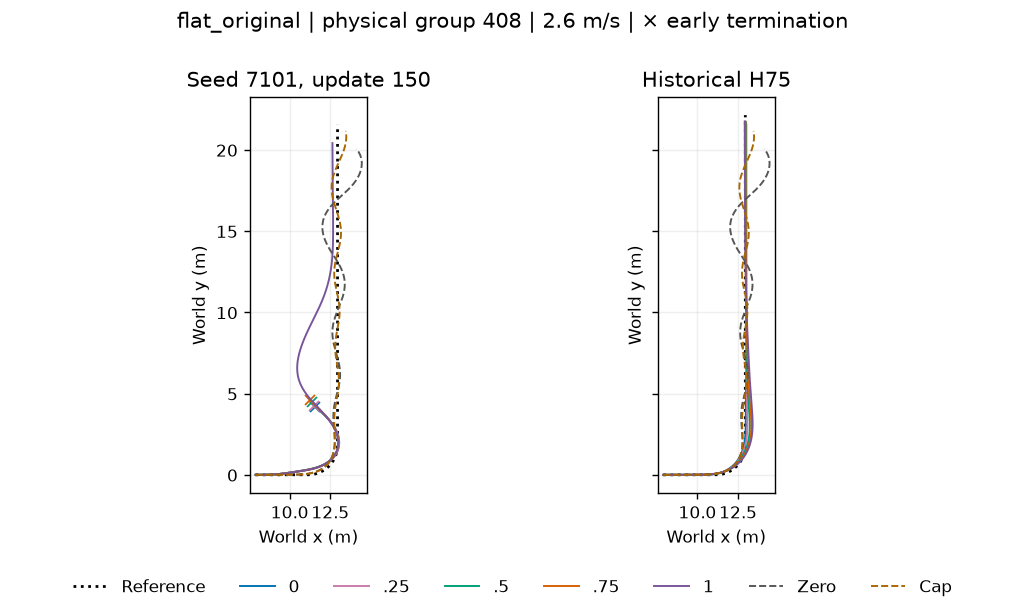 flat_original | physical group 408 | 2.6 m/s | × early termination
Seed 7101, update 150
Historical H75
World y (m)
20
15
10
5
0
10.0 12.5
World x (m)
World y (m)
10.0 12.5
World x (m)
Reference 0 .25 .5 .75 1 Zero Cap